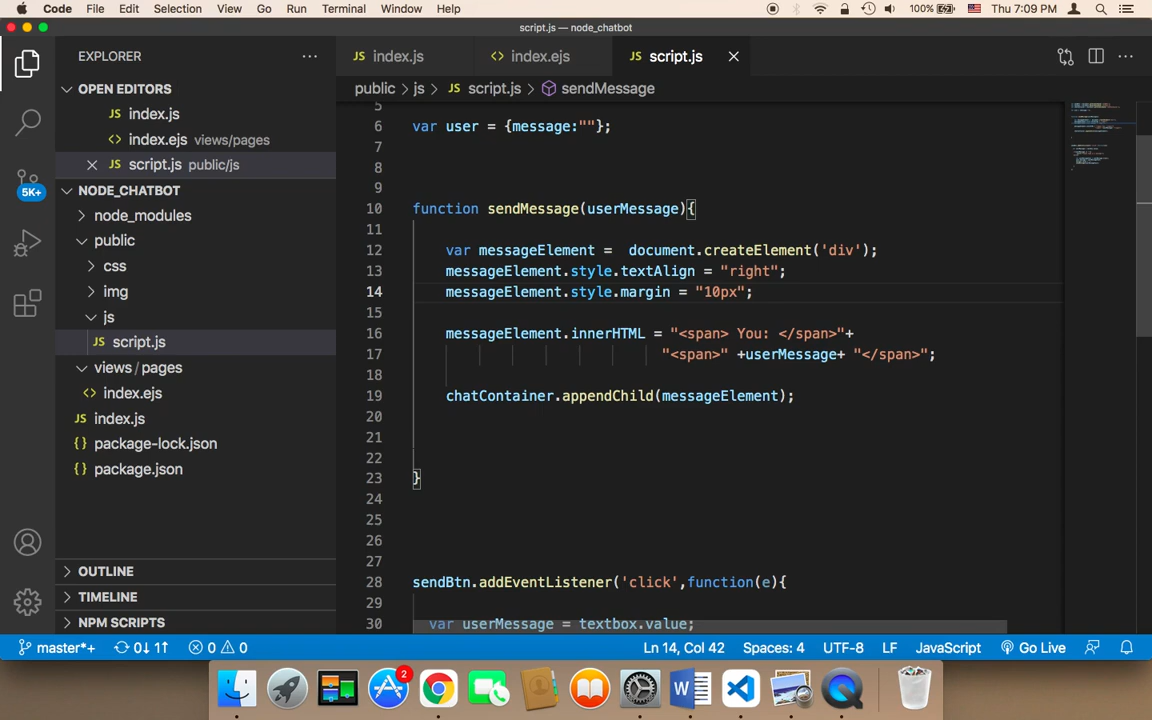 Code File Edit Selection View Go Run Terminal Window Help 100% Thu 7:09 PM
script.js — node_chatbot
EXPLORER
index.js index.ejs script.js
OPEN EDITORS
public js script.js sendMessage
index.js
index.ejs views/pages
script.js public/js
5K+
NODE_CHATBOT
node_modules
public
css
img
js
script.js
views/pages
index.ejs
index.js
package-lock.json
package.json
OUTLINE
TIMELINE
NPM SCRIPTS
5
6 var user = {message:""};
7
8
9
10 function sendMessage(userMessage){
11
12 var messageElement = document.createElement('div');
13 messageElement.style.textAlign = "right";
14 messageElement.style.margin = "10px";
15
16 messageElement.innerHTML = "<span> You: </span>"+
17 "<span>" +userMessage+ "</span>";
18
19 chatContainer.appendChild(messageElement);
20
21
22
23 }
24
25
26
27
28 sendBtn.addEventListener('click',function(e){
29
30 var userMessage = textbox.value;
master*+ 0↓ 1↑ 0 0 Ln 14, Col 42 Spaces: 4 UTF-8 LF JavaScript Go Live
2